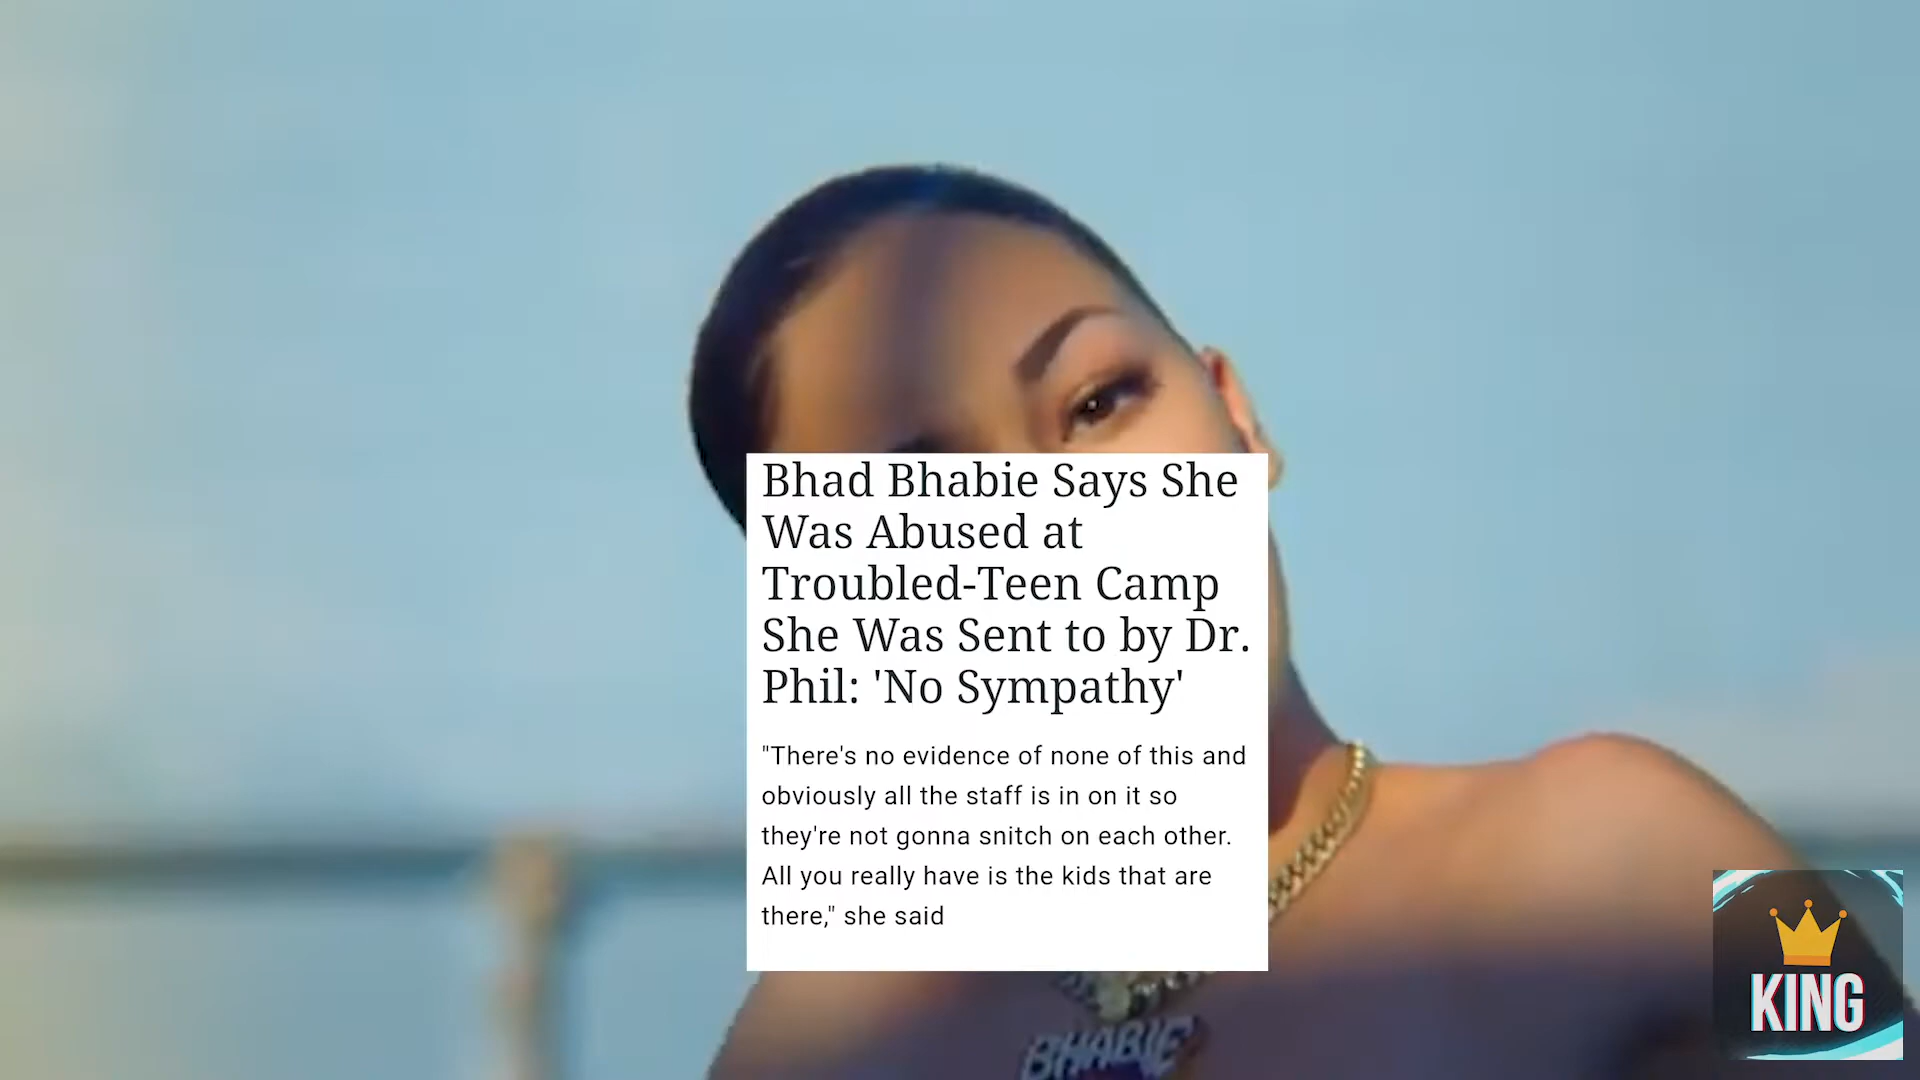 Bhad Bhabie Says She
Was Abused at
Troubled-Teen Camp
She Was Sent to by Dr.
Phil: 'No Sympathy'
"There's no evidence of none of this and
obviously all the staff is in on it so
they're not gonna snitch on each other.
All you really have is the kids that are
there," she said
BHABIE
KING